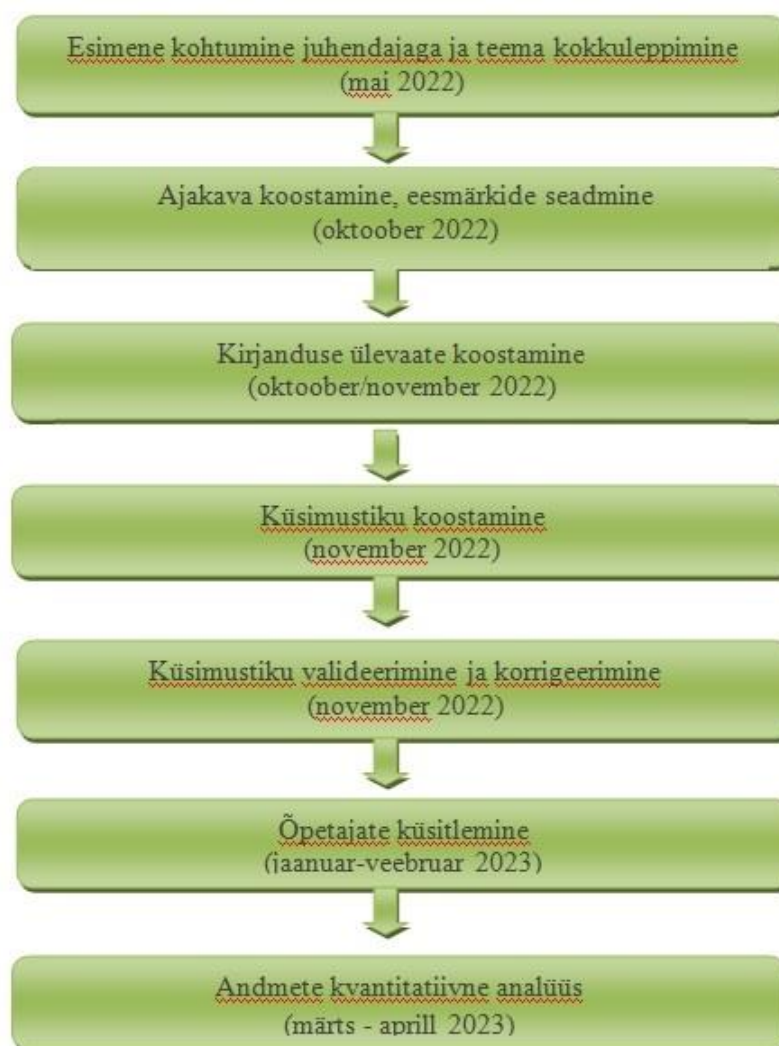 Esimene kohtumine juhendajaga ja teema kokkuleppimine
(mai 2022)
Ajakava koostamine, eesmärkide seadmine
(oktoober 2022)
Kirjanduse ülevaate koostamine
(oktoober/november 2022)
Küsimustiku koostamine
(november 2022)
Küsimustiku valideerimine ja korrigeerimine
(november 2022)
Õpetajate küsitlemine
(jaanuar-veebruar 2023)
Andmete kvantitatiivne analüüs
(märts - aprill 2023)